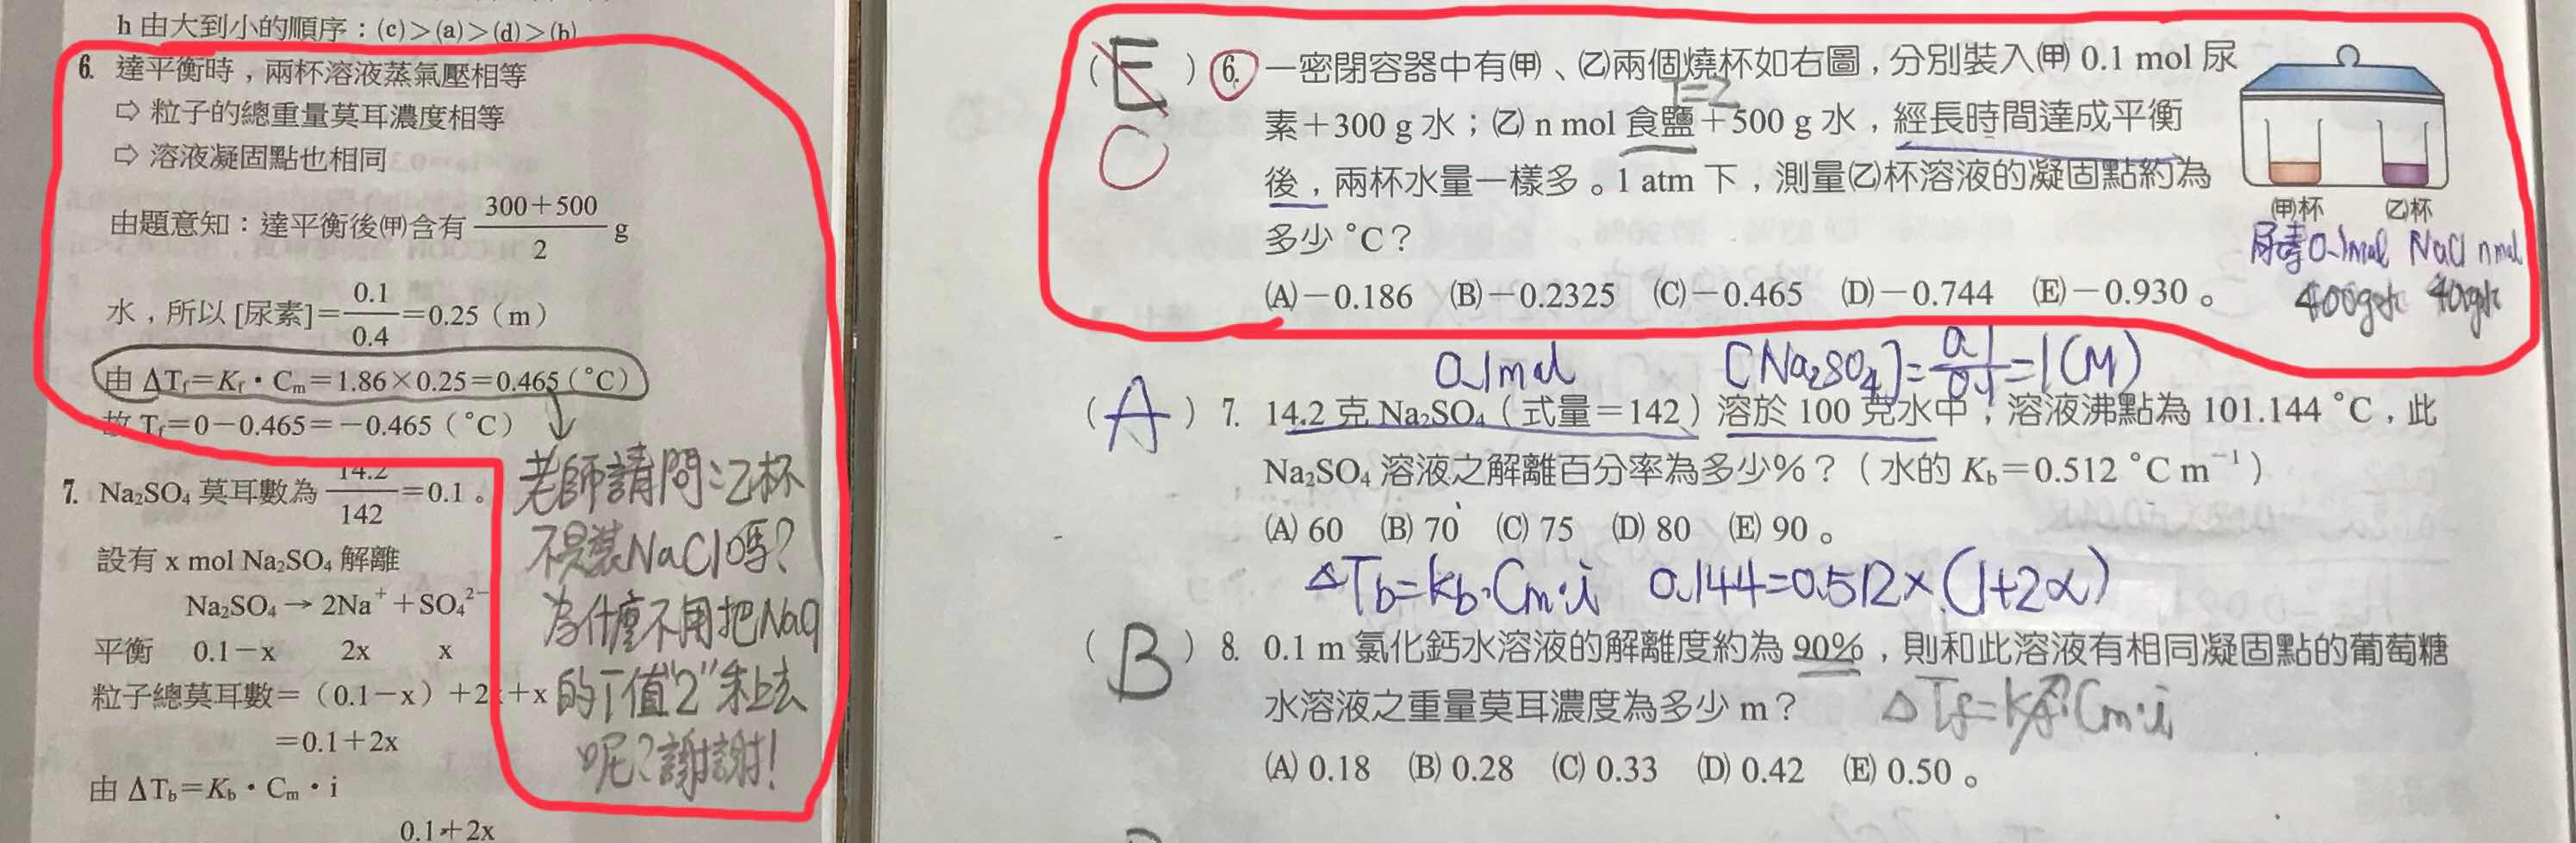 h 由大到小的順序：(c)＞(a)＞(d)＞(b)
6. 達平衡時，兩杯溶液蒸氣壓相等
⇨ 粒子的總重量莫耳濃度相等
⇨ 溶液凝固點也相同
由題意知：達平衡後(甲)含有 300＋500 / 2 g
水，所以 [尿素]＝0.1 / 0.4＝0.25（m）
由 ΔTf＝Kf・Cm＝1.86×0.25＝0.465（°C）
故 Tf＝0－0.465＝－0.465（°C）
老師請問：乙杯
不是裝NaCl嗎？
為什麼不用把NaCl
的i值"2"乘上去
呢？謝謝！
7. Na₂SO₄ 莫耳數為 14.2 / 142＝0.1。
設有 x mol Na₂SO₄ 解離
Na₂SO₄ → 2Na⁺＋SO₄²⁻
平衡 0.1－x 2x x
粒子總莫耳數＝（0.1－x）＋2x＋x
＝0.1＋2x
由 ΔTb＝Kb・Cm・i
0.1＋2x
（E）6. 一密閉容器中有(甲)、(乙)兩個燒杯如右圖，分別裝入(甲) 0.1 mol 尿
C
i=2
素＋300 g 水；(乙) n mol 食鹽＋500 g 水，經長時間達成平衡
後，兩杯水量一樣多。1 atm 下，測量(乙)杯溶液的凝固點約為
多少 °C？
(A)－0.186 (B)－0.2325 (C)－0.465 (D)－0.744 (E)－0.930。
(甲)杯 (乙)杯
尿素0.1mol NaCl nmol
400g水 400g水
0.1mol [Na₂SO₄]=0.1/0.1=1(M)
（A）7. 14.2 克 Na₂SO₄（式量＝142）溶於 100 克水中，溶液沸點為 101.144 °C，此
Na₂SO₄ 溶液之解離百分率為多少%？（水的 Kb＝0.512 °C m⁻¹）
(A) 60 (B) 70 (C) 75 (D) 80 (E) 90。
ΔTb=kb·Cm·i 0.144=0.512×(1+2α)
（B）8. 0.1 m 氯化鈣水溶液的解離度約為 90%，則和此溶液有相同凝固點的葡萄糖
水溶液之重量莫耳濃度為多少 m？ ΔTf=kf·Cm·i
(A) 0.18 (B) 0.28 (C) 0.33 (D) 0.42 (E) 0.50。